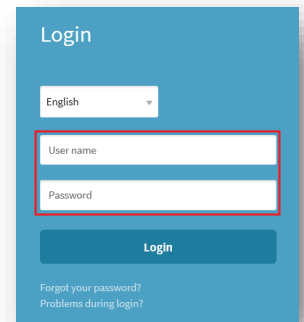 Login
English
User name
Password
Login
Forgot your password?
Problems during login?